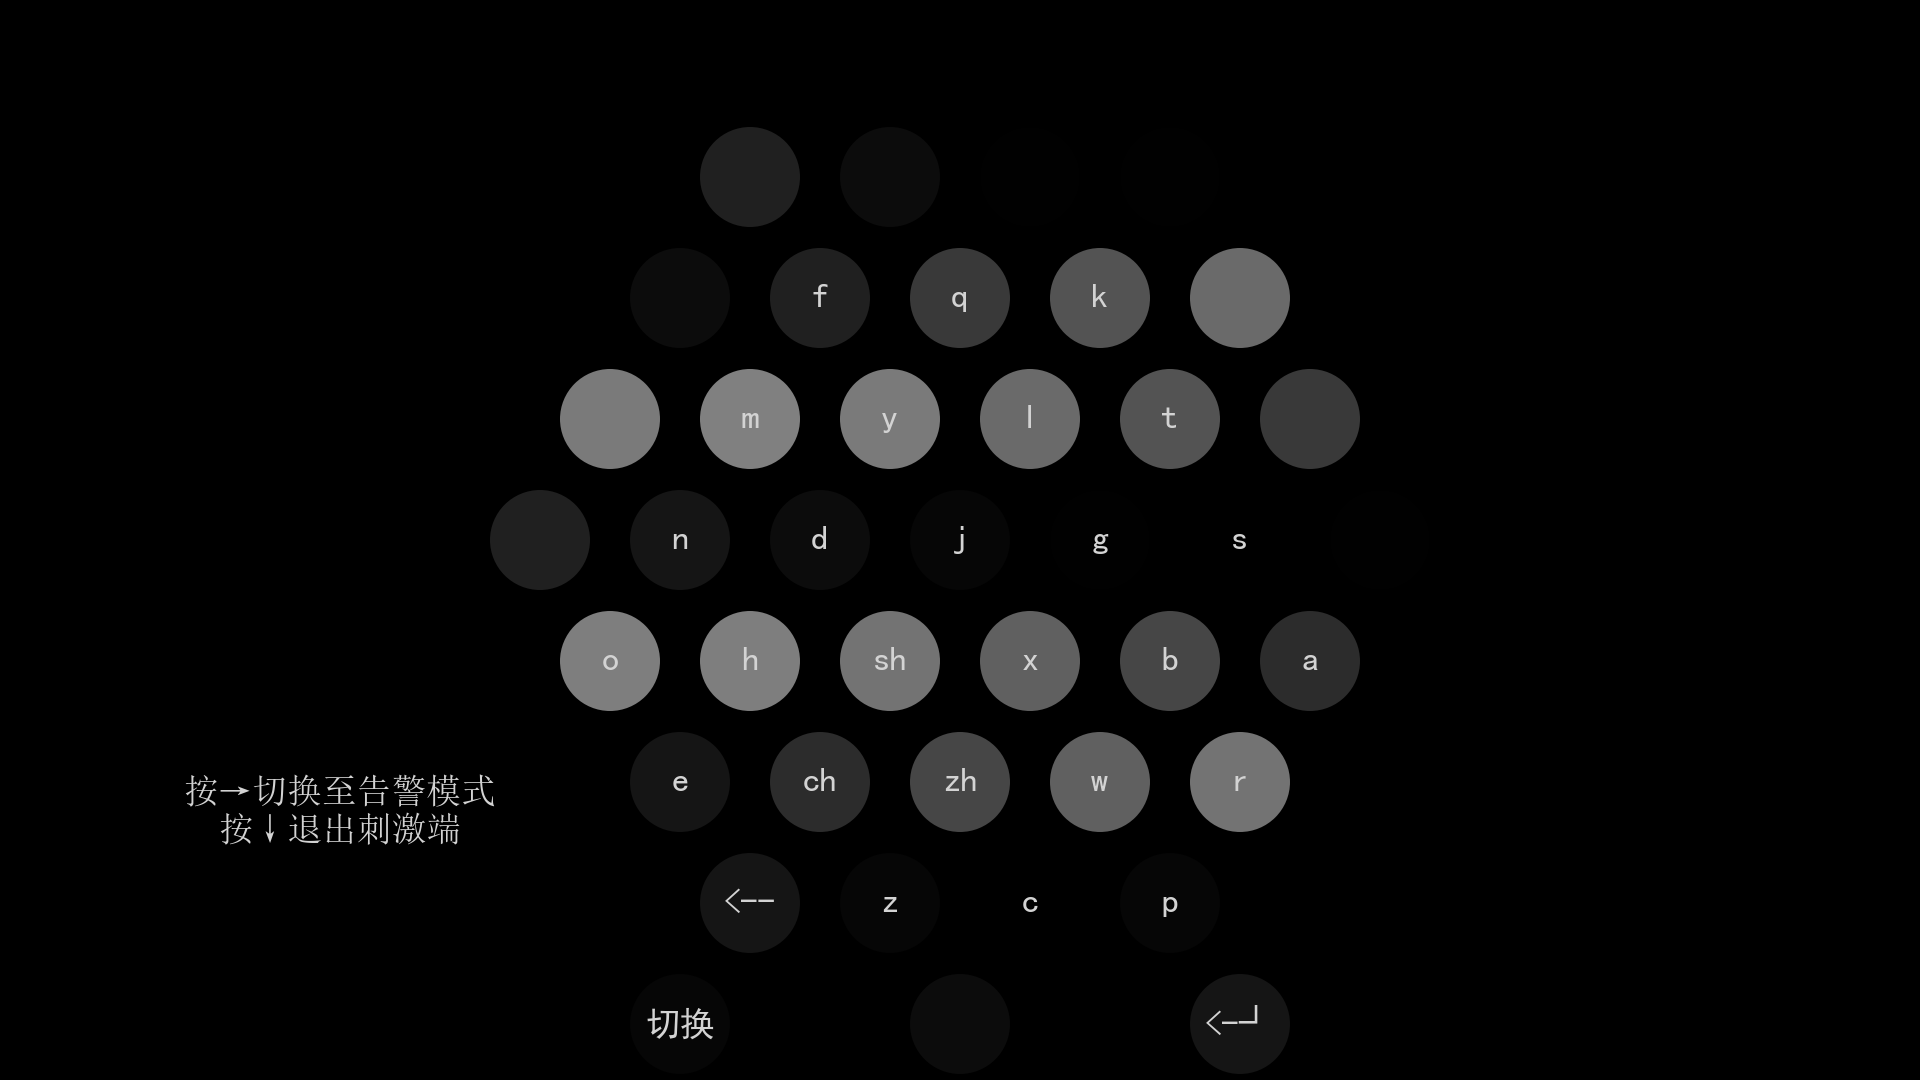 f q k
m y l t
n d j g s
o h sh x b a
e ch zh w r
按→切换至告警模式
按↓退出刺激端
<-- z c p
切换 <-┘